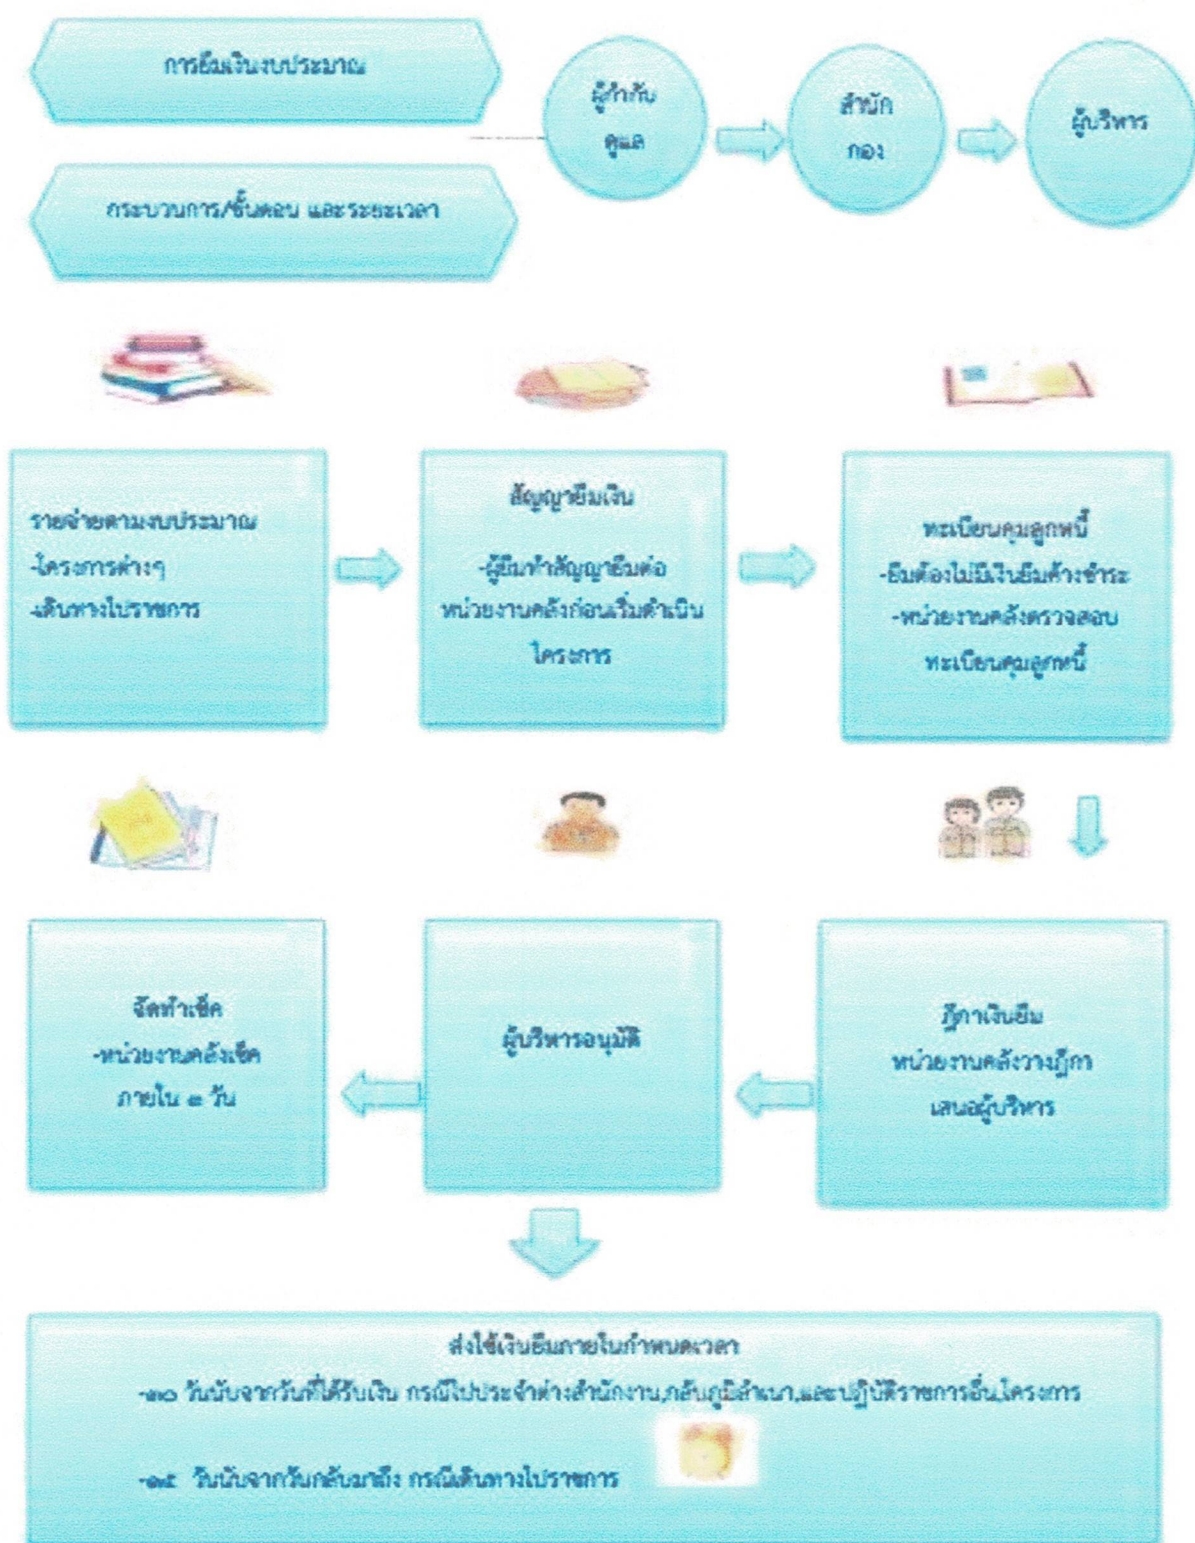 การยืมเงินงบประมาณ
ผู้กำกับ
ดูแล
สำนัก
กอง
ผู้บริหาร
กระบวนการ/ขั้นตอน และระยะเวลา
รายจ่ายตามงบประมาณ
-โครงการต่างๆ
-เดินทางไปราชการ
สัญญายืมเงิน
-ผู้ยืมทำสัญญายืมต่อ
หน่วยงานคลังก่อนเริ่มดำเนิน
โครงการ
ทะเบียนคุมลูกหนี้
-ยืมต้องไม่มีเงินยืมค้างชำระ
-หน่วยงานคลังตรวจสอบ
ทะเบียนคุมลูกหนี้
จัดทำเช็ค
-หน่วยงานคลังเช็ค
ภายใน วัน
ผู้บริหารอนุมัติ
ฎีกาเงินยืม
หน่วยงานคลังวางฎีกา
เสนอผู้บริหาร
ส่งใช้เงินยืมภายในกำหนดเวลา
-๓๐ วันนับจากวันที่ได้รับเงิน กรณีไปประจำต่างสำนักงาน,กลับภูมิลำเนา,และปฏิบัติราชการอื่น,โครงการ
-๑๕ วันนับจากวันกลับมาถึง กรณีเดินทางไปราชการ